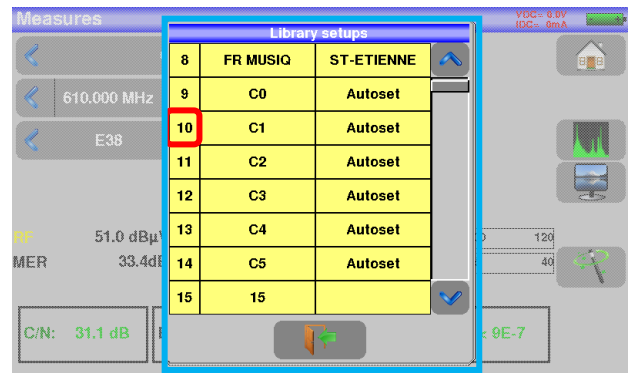 Measures
VDC= 0.0V
IDC= 0mA
Library setups
8 FR MUSIQ ST-ETIENNE
9 C0 Autoset
610.000 MHz
10 C1 Autoset
E38
11 C2 Autoset
12 C3 Autoset
13 C4 Autoset
RF 51.0 dBµV
120
14 C5 Autoset
MER 33.4dB
40
15 15
C/N: 31.1 dB
< 9E-7